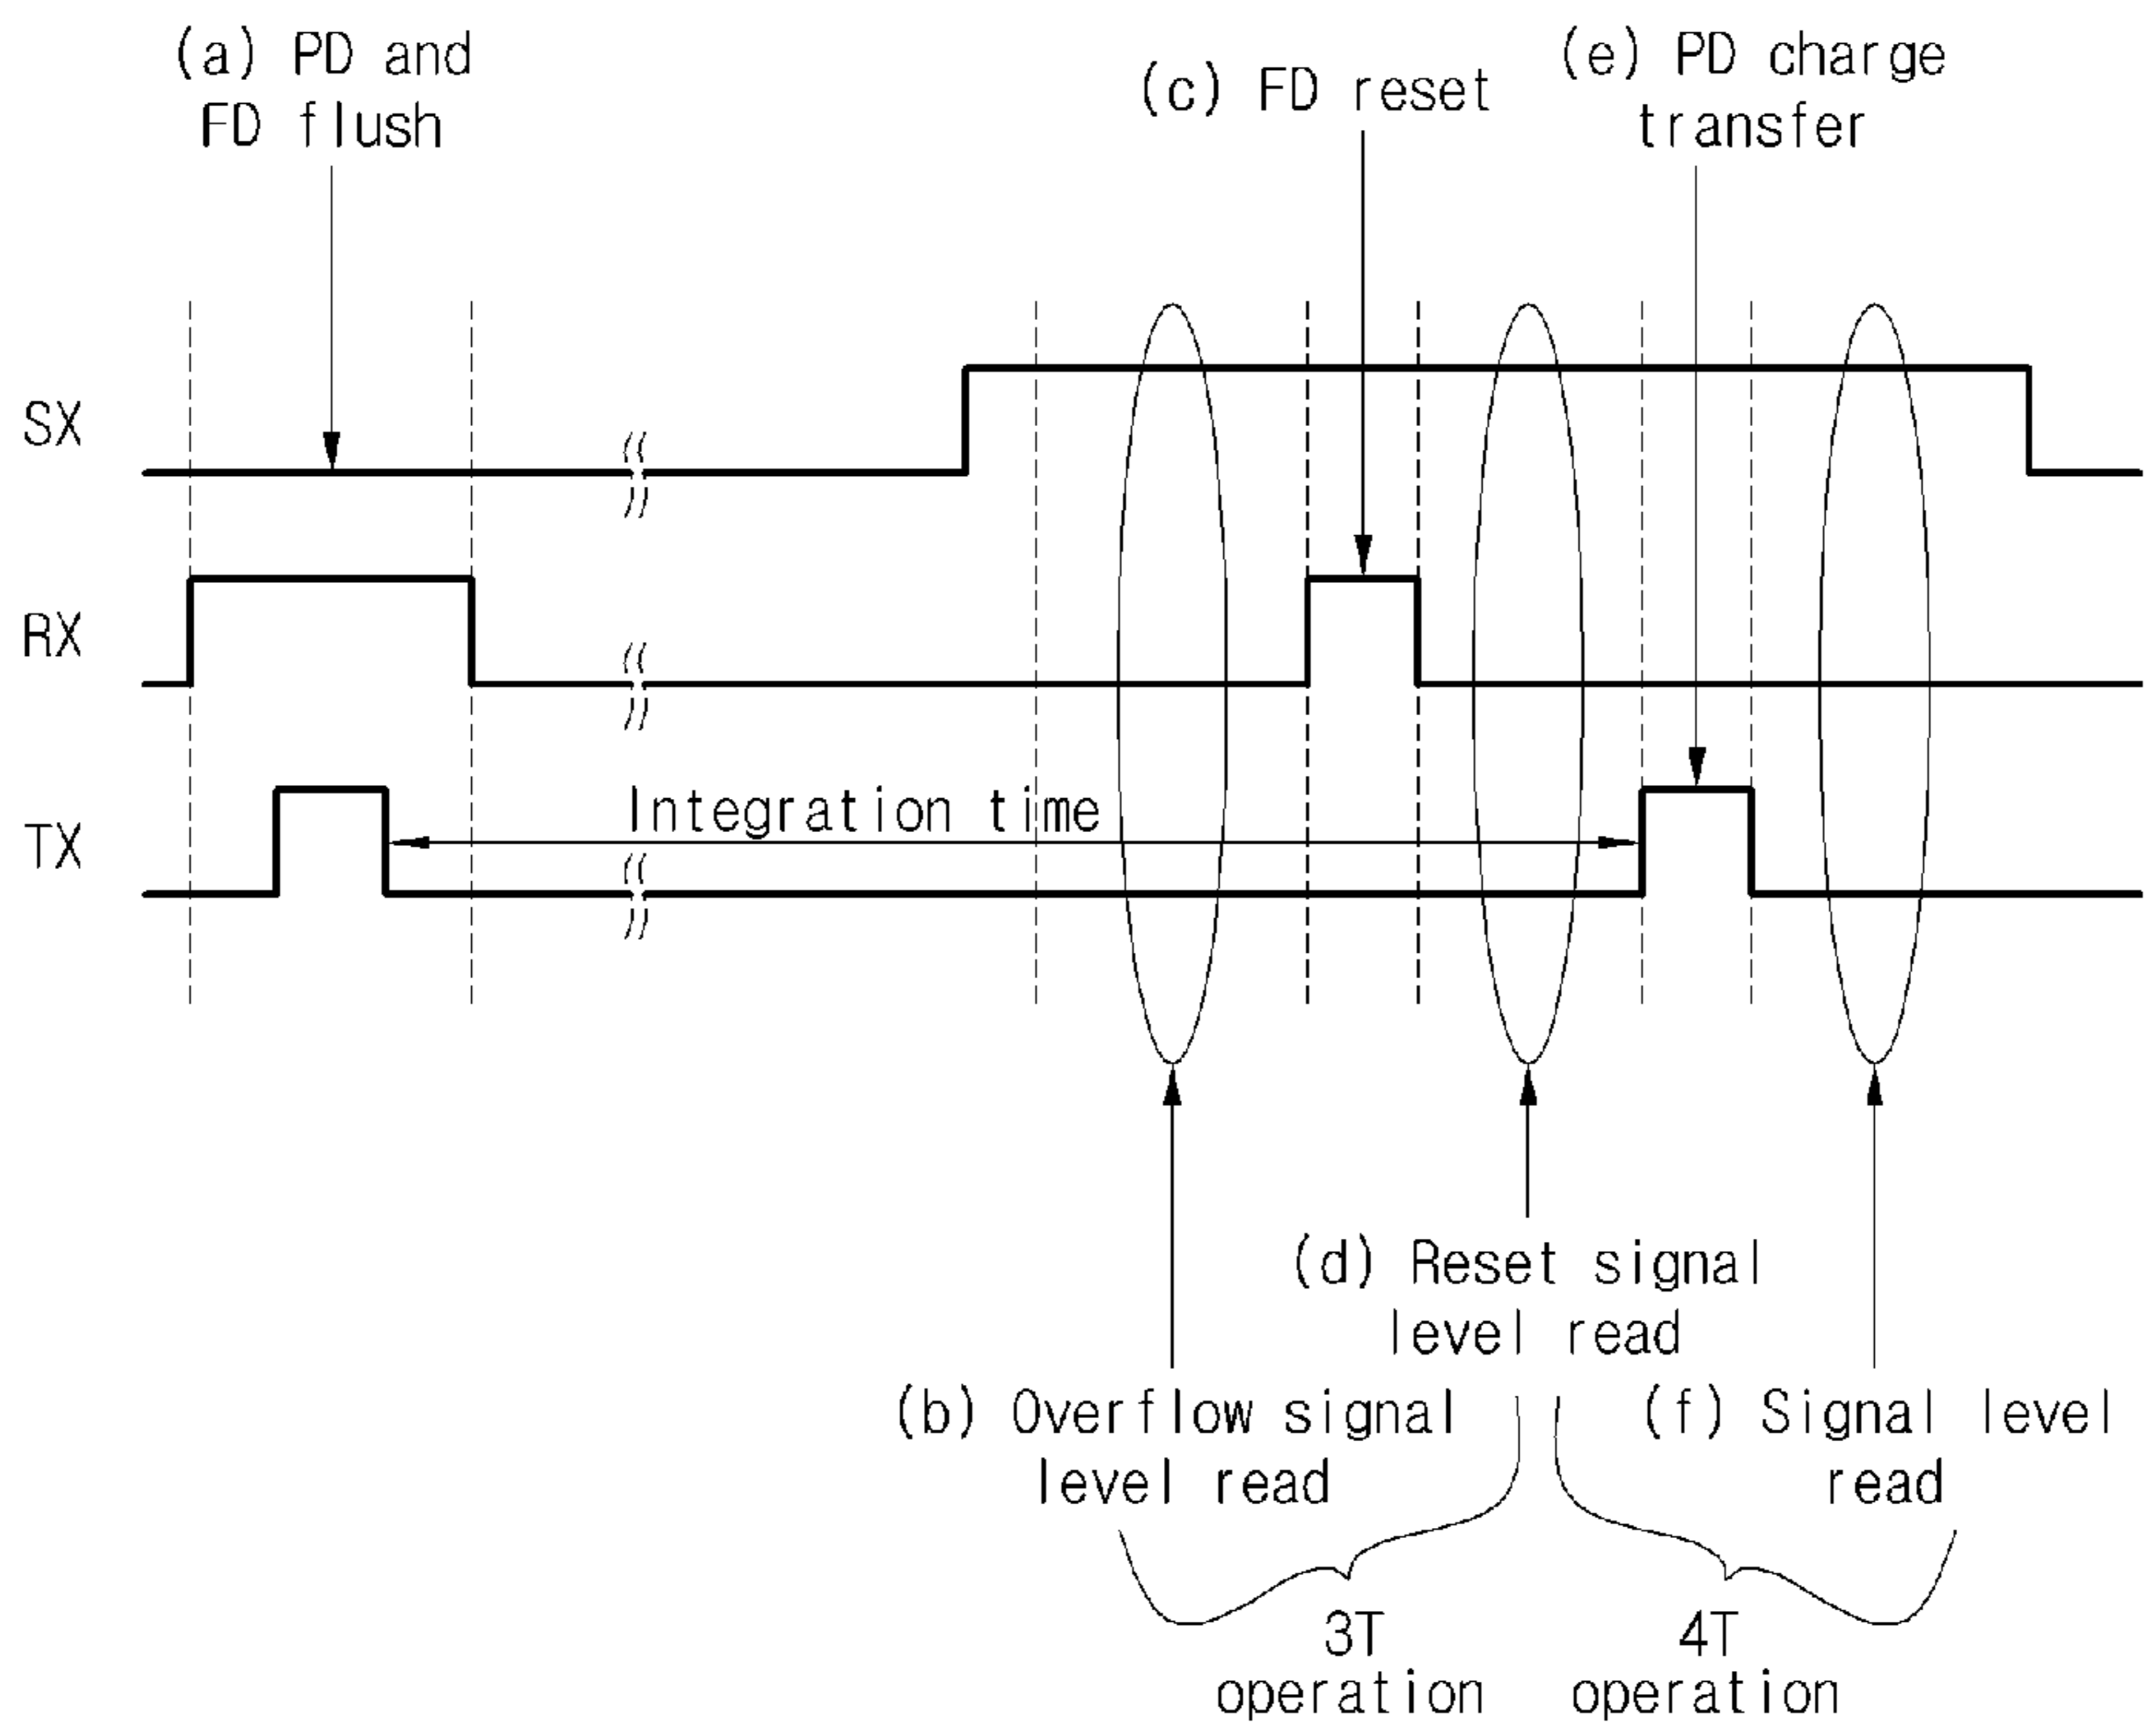 (a) PD and
FD flush
(c) FD reset
(e) PD charge
transfer
SX
RX
TX
Integration time
(d) Reset signal
level read
(b) Overflow signal
level read
(f) Signal level
read
3T
operation
4T
operation